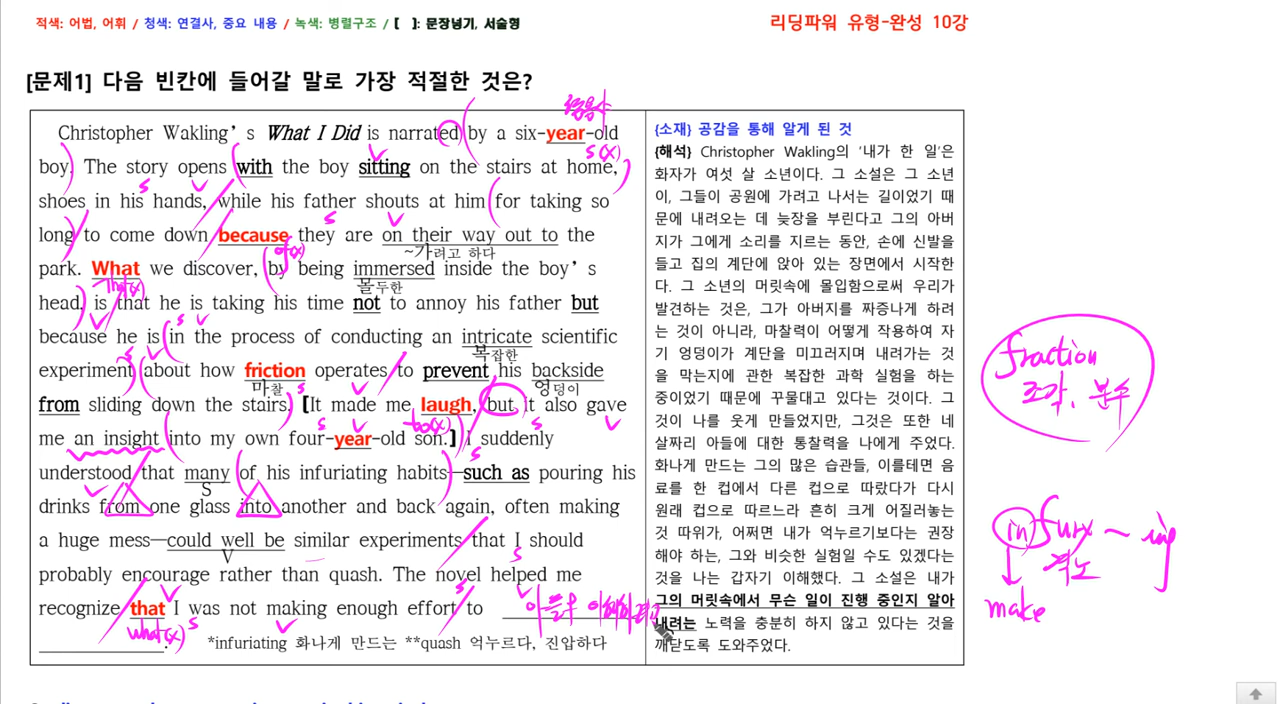 적색: 어법, 어휘 / 청색: 연결사, 중요 내용 / 녹색: 병렬구조 / [ ]: 문장넣기, 서술형
리딩파워 유형-완성 10강
[문제1] 다음 빈칸에 들어갈 말로 가장 적절한 것은?
형용사
Christopher Wakling's What I Did is narrated by a six-year-old
s(x)
boy. The story opens with the boy sitting on the stairs at home,
shoes in his hands, while his father shouts at him for taking so
long to come down because they are on their way out to the
of(x)
~가려고 하다
park. What we discover, by being immersed inside the boy's
That(x)
몰두한
head, is that he is taking his time not to annoy his father but
because he is in the process of conducting an intricate scientific
복잡한
experiment about how friction operates to prevent his backside
마찰
엉덩이
from sliding down the stairs. [It made me laugh, but it also gave
to(x)
me an insight into my own four-year-old son.] I suddenly
understood that many of his infuriating habits—such as pouring his
S
drinks from one glass into another and back again, often making
a huge mess—could well be similar experiments that I should
V
probably encourage rather than quash. The novel helped me
recognize that I was not making enough effort to
what(x)
아들을 이해하려고
*infuriating 화나게 만드는 **quash 억누르다, 진압하다
{소재} 공감을 통해 알게 된 것
{해석} Christopher Wakling의 '내가 한 일'은
화자가 여섯 살 소년이다. 그 소설은 그 소년
이, 그들이 공원에 가려고 나서는 길이었기 때
문에 내려오는 데 늦장을 부린다고 그의 아버
지가 그에게 소리를 지르는 동안, 손에 신발을
들고 집의 계단에 앉아 있는 장면에서 시작한
다. 그 소년의 머릿속에 몰입함으로써 우리가
발견하는 것은, 그가 아버지를 짜증나게 하려
는 것이 아니라, 마찰력이 어떻게 작용하여 자
기 엉덩이가 계단을 미끄러지며 내려가는 것
을 막는지에 관한 복잡한 과학 실험을 하는
중이었기 때문에 꾸물대고 있다는 것이다. 그
것이 나를 웃게 만들었지만, 그것은 또한 네
살짜리 아들에 대한 통찰력을 나에게 주었다.
화나게 만드는 그의 많은 습관들, 이를테면 음
료를 한 컵에서 다른 컵으로 따랐다가 다시
원래 컵으로 따르느라 흔히 크게 어질러놓는
것 따위가, 어쩌면 내가 억누르기보다는 권장
해야 하는, 그와 비슷한 실험일 수도 있겠다는
것을 나는 갑자기 이해했다. 그 소설은 내가
그의 머릿속에서 무슨 일이 진행 중인지 알아
내려는 노력을 충분히 하지 않고 있다는 것을
깨닫도록 도와주었다.
fraction
조각, 분수
in fury ~ ing
격노
make